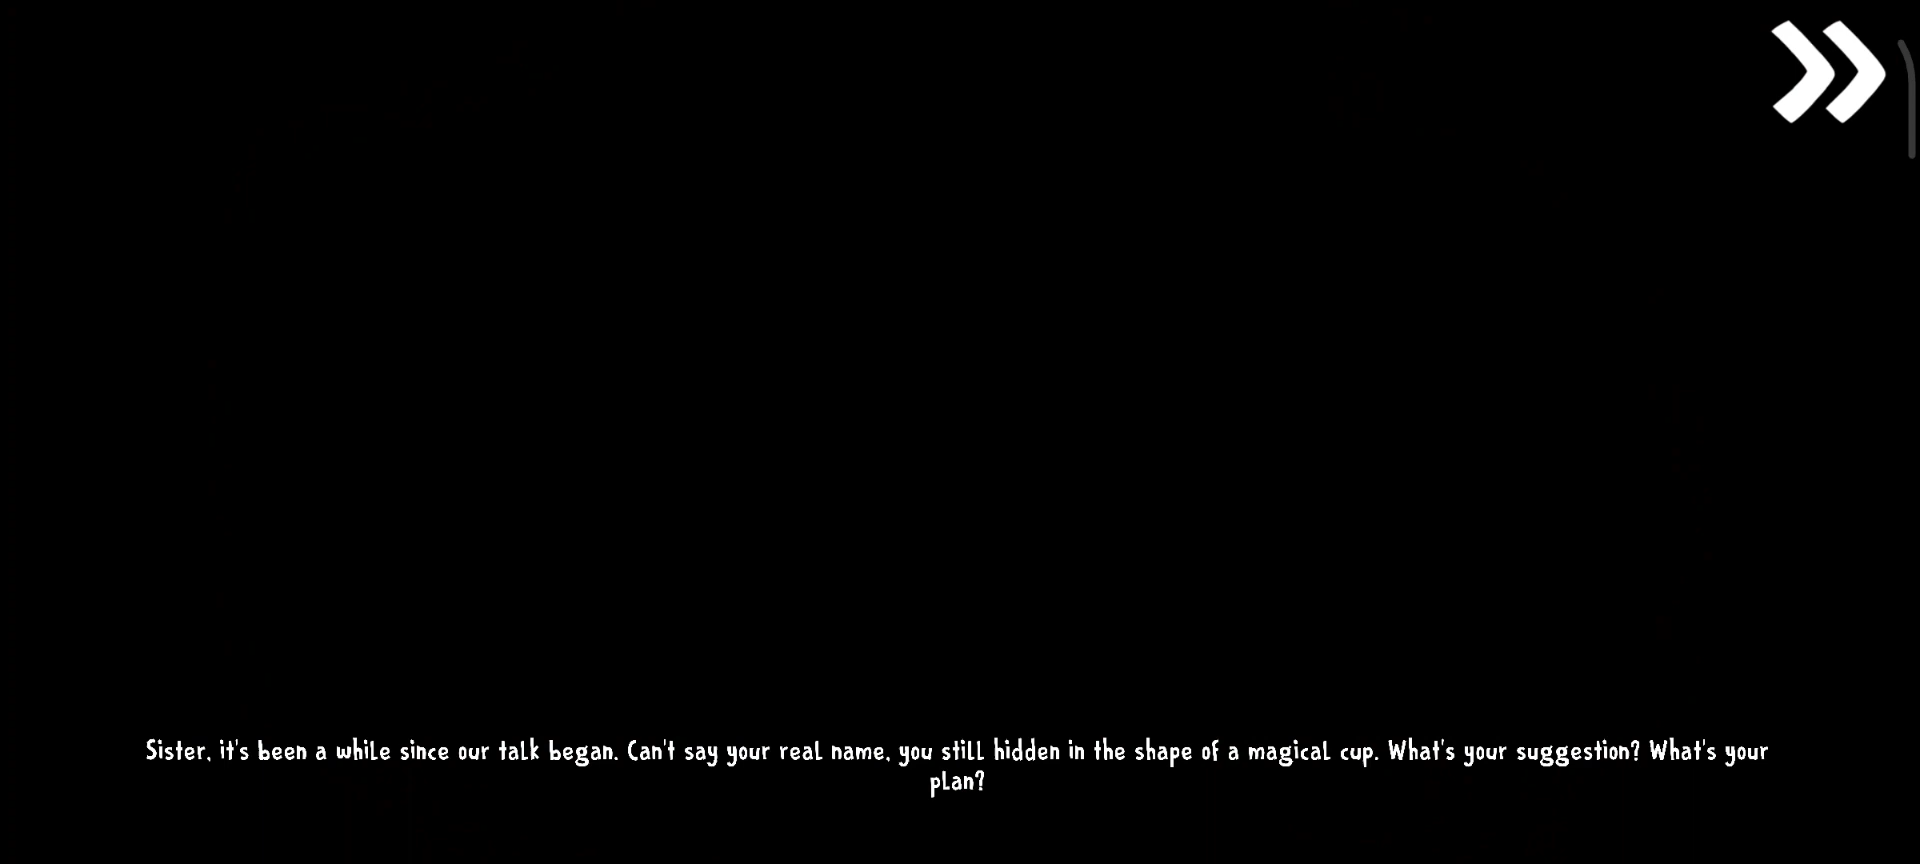 Sister, it's been a while since our talk began. Can't say your real name, you still hidden in the shape of a magical cup. What's your suggestion? What's your
plan?